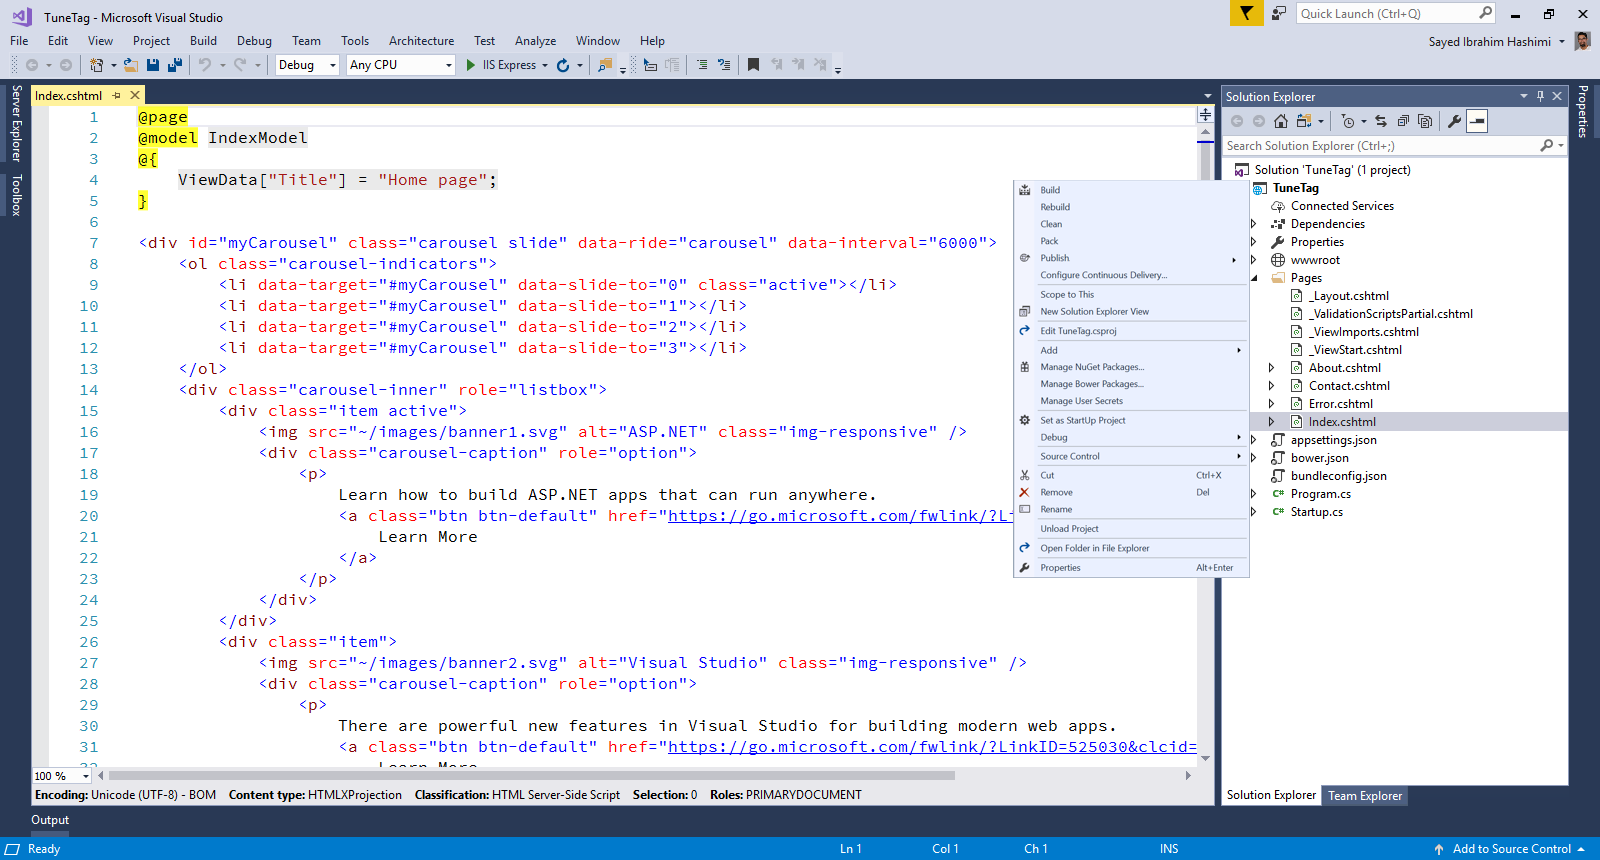 TuneTag - Microsoft Visual Studio
Quick Launch (Ctrl+Q)
File Edit View Project Build Debug Team Tools Architecture Test Analyze Window Help
Sayed Ibrahim Hashimi
Debug Any CPU IIS Express
Server Explorer
Toolbox
Index.cshtml
1 @page
2 @model IndexModel
3 @{
4 ViewData["Title"] = "Home page";
5 }
6
7 <div id="myCarousel" class="carousel slide" data-ride="carousel" data-interval="6000">
8 <ol class="carousel-indicators">
9 <li data-target="#myCarousel" data-slide-to="0" class="active"></li>
10 <li data-target="#myCarousel" data-slide-to="1"></li>
11 <li data-target="#myCarousel" data-slide-to="2"></li>
12 <li data-target="#myCarousel" data-slide-to="3"></li>
13 </ol>
14 <div class="carousel-inner" role="listbox">
15 <div class="item active">
16 <img src="~/images/banner1.svg" alt="ASP.NET" class="img-responsive" />
17 <div class="carousel-caption" role="option">
18 <p>
19 Learn how to build ASP.NET apps that can run anywhere.
20 <a class="btn btn-default" href="https://go.microsoft.com/fwlink/?Li
21 Learn More
22 </a>
23 </p>
24 </div>
25 </div>
26 <div class="item">
27 <img src="~/images/banner2.svg" alt="Visual Studio" class="img-responsive" />
28 <div class="carousel-caption" role="option">
29 <p>
30 There are powerful new features in Visual Studio for building modern web apps.
31 <a class="btn btn-default" href="https://go.microsoft.com/fwlink/?LinkID=525030&clcid=
32 Learn More
100 %
Encoding: Unicode (UTF-8) - BOM Content type: HTMLXProjection Classification: HTML Server-Side Script Selection: 0 Roles: PRIMARYDOCUMENT
Build
Rebuild
Clean
Pack
Publish
Configure Continuous Delivery...
Scope to This
New Solution Explorer View
Edit TuneTag.csproj
Add
Manage NuGet Packages...
Manage Bower Packages...
Manage User Secrets
Set as StartUp Project
Debug
Source Control
Cut Ctrl+X
Remove Del
Rename
Unload Project
Open Folder in File Explorer
Properties Alt+Enter
Solution Explorer
Search Solution Explorer (Ctrl+;)
Solution 'TuneTag' (1 project)
TuneTag
Connected Services
Dependencies
Properties
wwwroot
Pages
_Layout.cshtml
_ValidationScriptsPartial.cshtml
_ViewImports.cshtml
_ViewStart.cshtml
About.cshtml
Contact.cshtml
Error.cshtml
Index.cshtml
appsettings.json
bower.json
bundleconfig.json
C# Program.cs
C# Startup.cs
Solution Explorer Team Explorer
Properties
Output
Ready Ln 1 Col 1 Ch 1 INS Add to Source Control